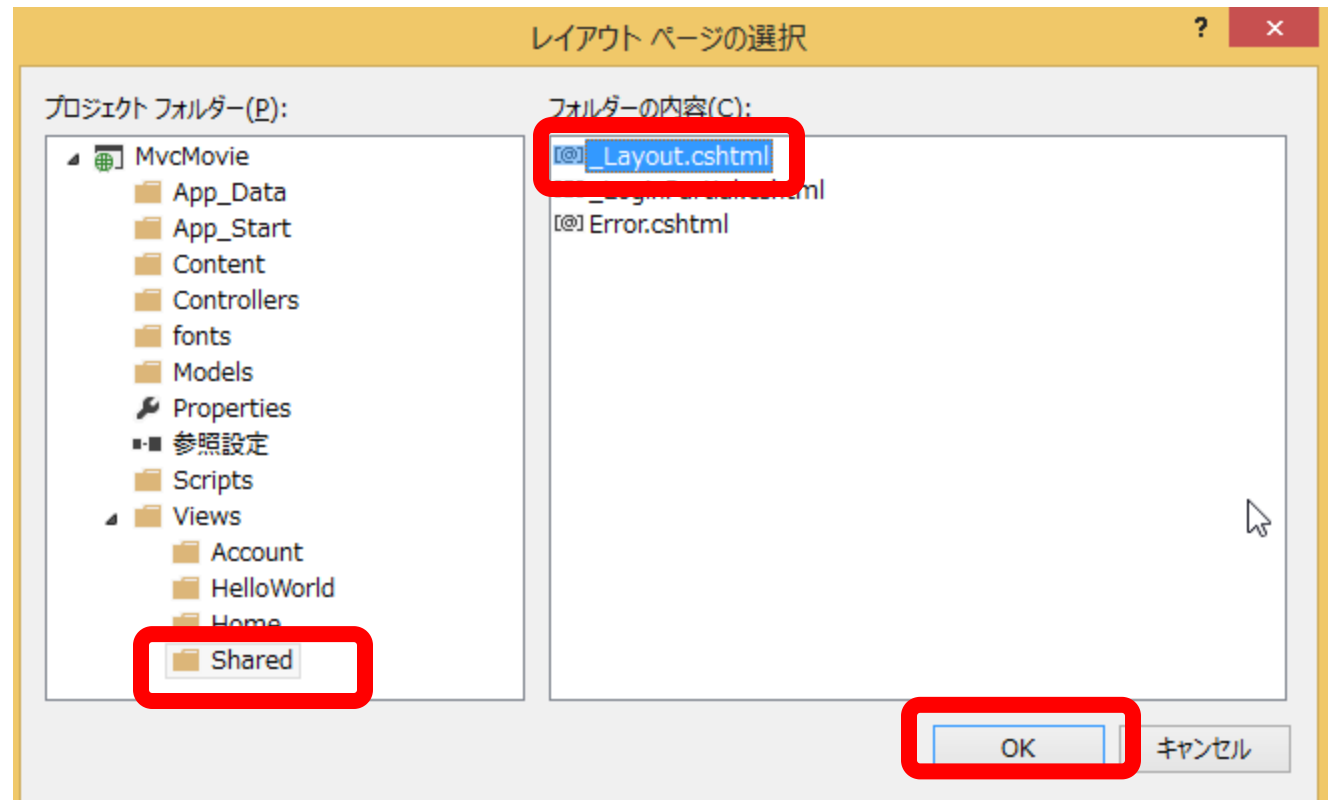 レイアウト ページの選択
?
プロジェクト フォルダー(P):
MvcMovie
App_Data
App_Start
Content
Controllers
fonts
Models
Properties
参照設定
Scripts
Views
Account
HelloWorld
Home
Shared
フォルダーの内容(C):
[@] _Layout.cshtml
_LoginPartial.cshtml
[@] Error.cshtml
OK
キャンセル